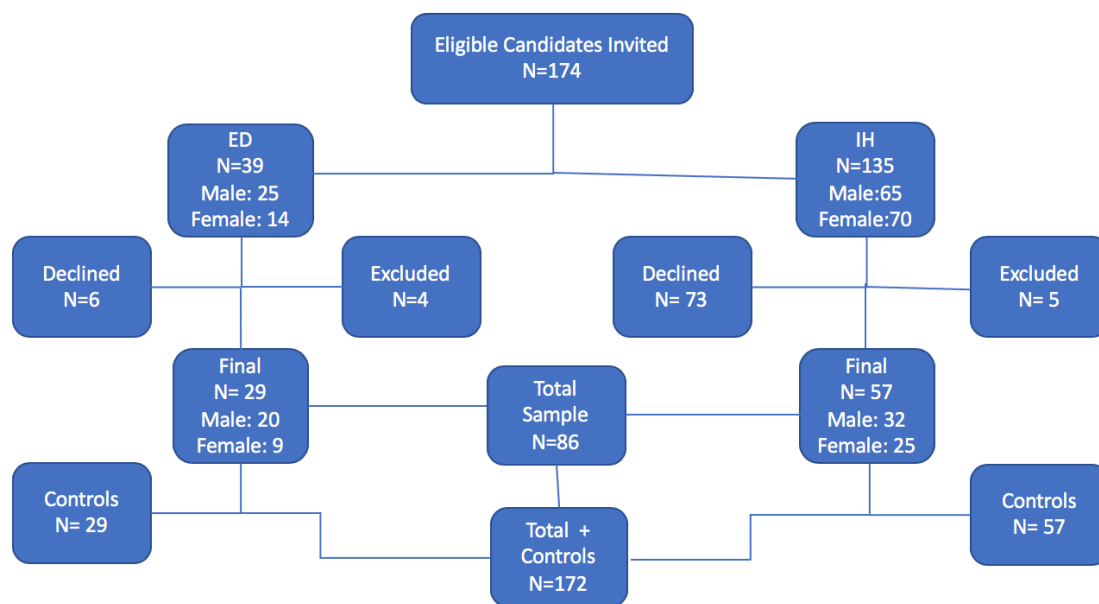 Eligible Candidates Invited
N=174
ED
N=39
Male: 25
Female: 14
IH
N=135
Male:65
Female:70
Declined
N=6
Excluded
N=4
Declined
N= 73
Excluded
N= 5
Final
N= 29
Male: 20
Female: 9
Total
Sample
N=86
Final
N= 57
Male: 32
Female: 25
Controls
N= 29
Total + 
Controls
N=172
Controls
N= 57